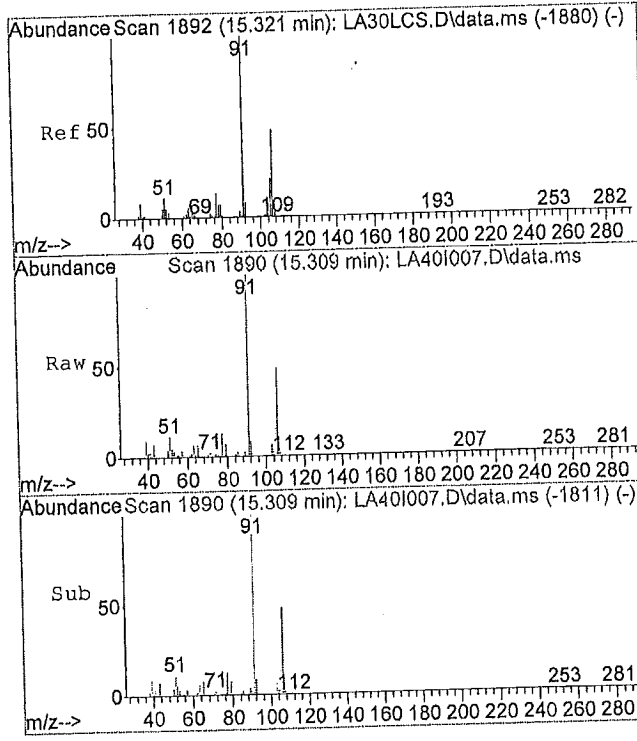 Abundance Scan 1892 (15.321 min): LA30LCS.D\data.ms (-1880) (-)
91
Ref 50
51
69
109
193
253
282
0
m/z--> 40 60 80 100 120 140 160 180 200 220 240 260 280
Abundance Scan 1890 (15.309 min): LA40I007.D\data.ms
91
Raw 50
51
71
112
133
207
253
281
0
m/z--> 40 60 80 100 120 140 160 180 200 220 240 260 280
Abundance Scan 1890 (15.309 min): LA40I007.D\data.ms (-1811) (-)
91
Sub 50
51
71
112
253
281
0
m/z--> 40 60 80 100 120 140 160 180 200 220 240 260 280